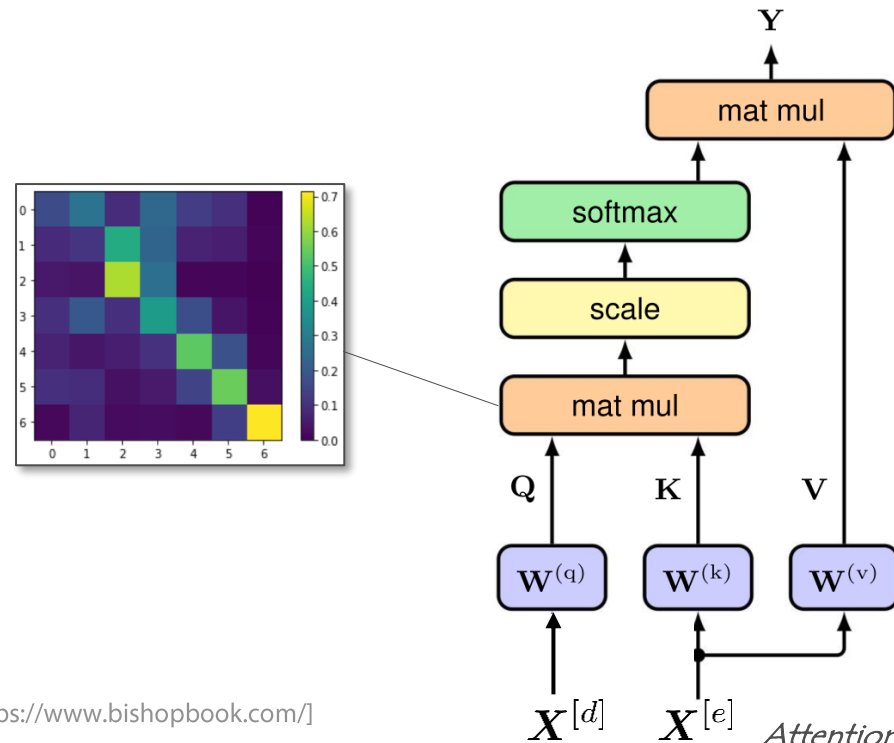 Y
mat mul
softmax
scale
mat mul
Q K V
W^(q) W^(k) W^(v)
X^[d] X^[e]
0
1
2
3
4
5
6
0 1 2 3 4 5 6
0.7
0.6
0.5
0.4
0.3
0.2
0.1
0.0
ps://www.bishopbook.com/]
Attention